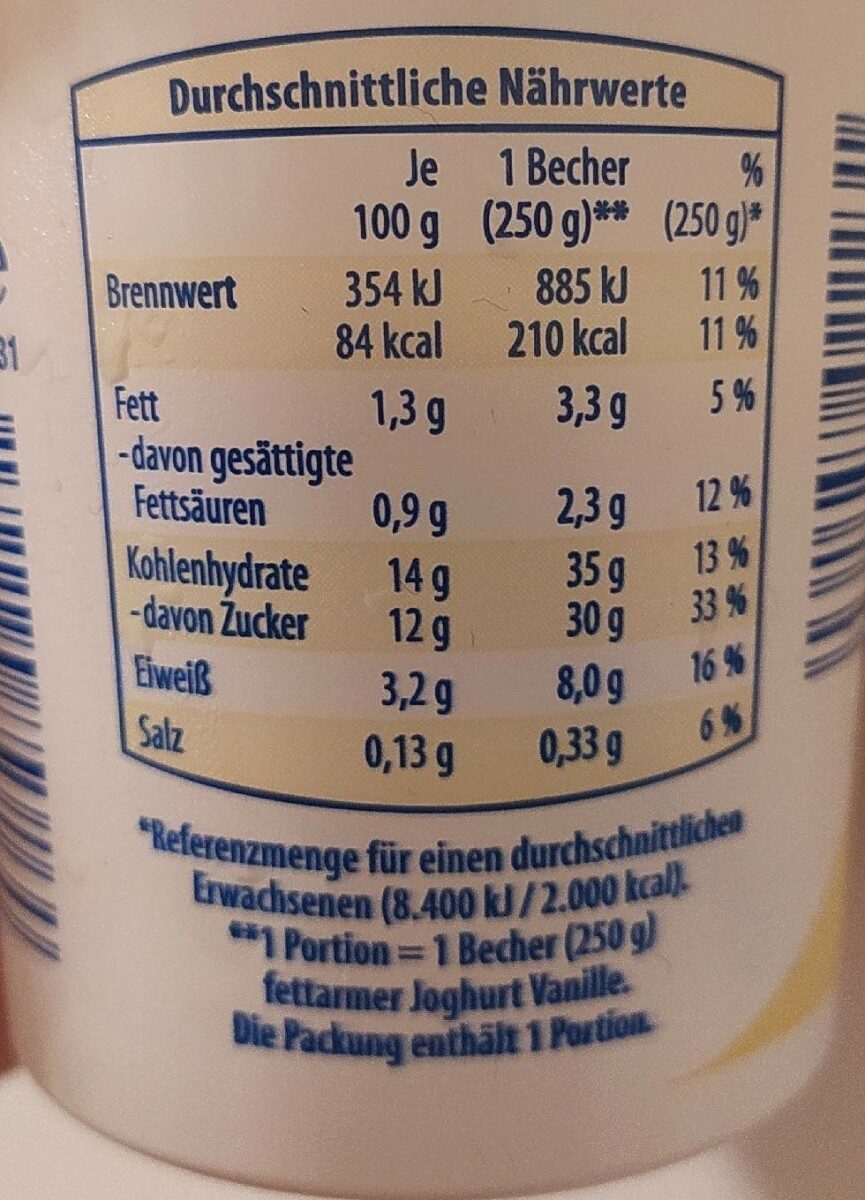 Durchschnittliche Nährwerte
Je 1 Becher %
100 g (250 g)** (250 g)*
Brennwert 354 kJ 885 kJ 11 %
84 kcal 210 kcal 11 %
Fett 1,3 g 3,3 g 5 %
-davon gesättigte
Fettsäuren 0,9 g 2,3 g 12 %
Kohlenhydrate 14 g 35 g 13 %
-davon Zucker 12 g 30 g 33 %
Eiweiß 3,2 g 8,0 g 16 %
Salz 0,13 g 0,33 g 6 %
*Referenzmenge für einen durchschnittlichen
Erwachsenen (8.400 kJ / 2.000 kcal).
**1 Portion = 1 Becher (250 g)
fettarmer Joghurt Vanille.
Die Packung enthält 1 Portion.
31